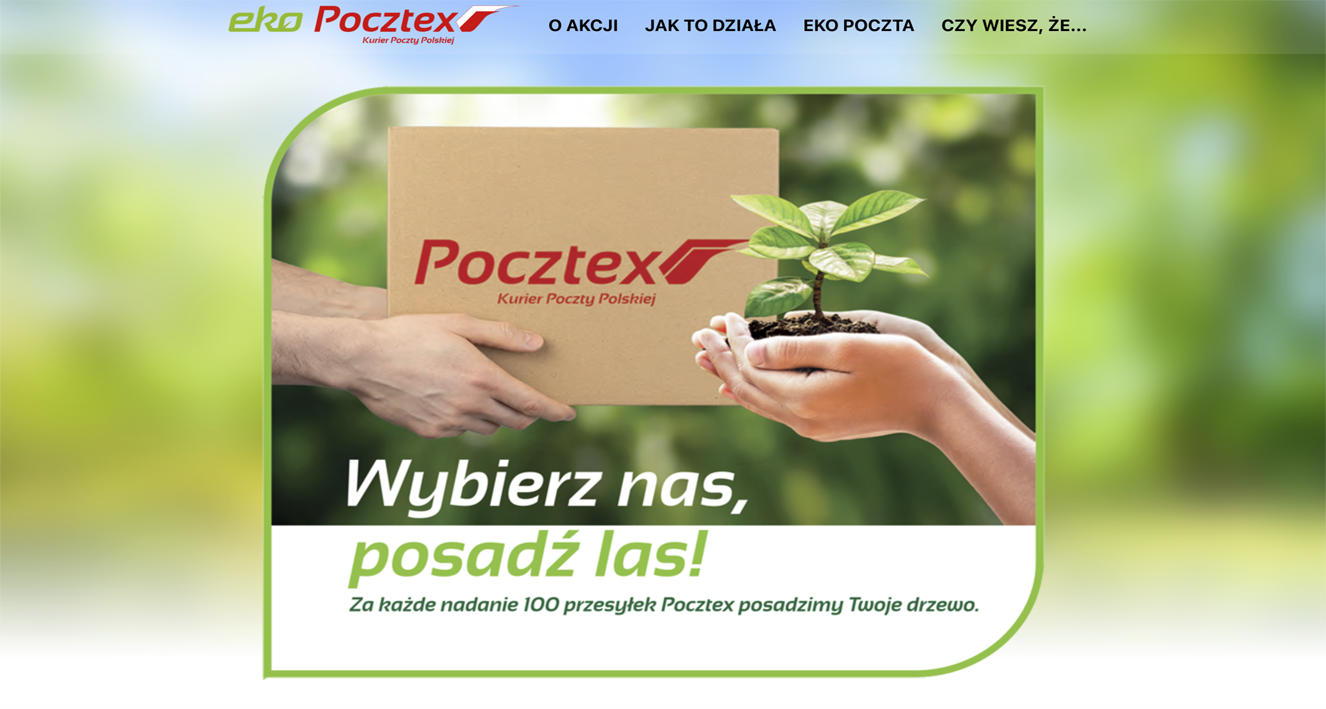 eko Pocztex
Kurier Poczty Polskiej
O AKCJI
JAK TO DZIAŁA
EKO POCZTA
CZY WIESZ, ŻE...
Pocztex
Kurier Poczty Polskiej
Wybierz nas,
posadź las!
Za każde nadanie 100 przesyłek Pocztex posadzimy Twoje drzewo.